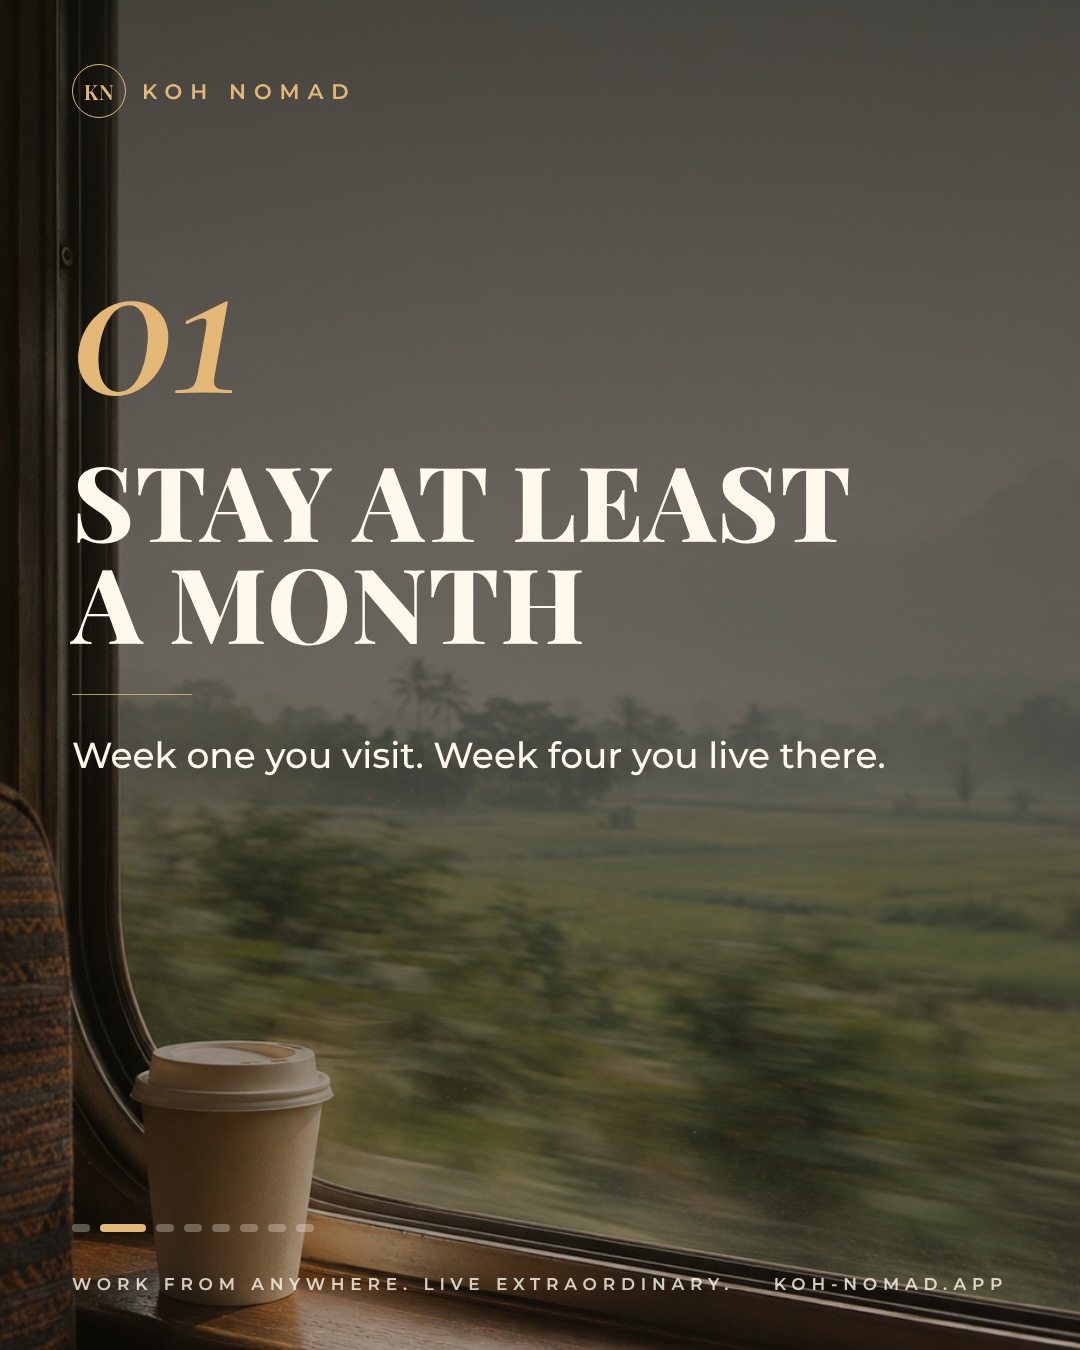 KN KOH NOMAD
01
STAY AT LEAST
A MONTH
Week one you visit. Week four you live there.
WORK FROM ANYWHERE. LIVE EXTRAORDINARY. KOH-NOMAD.APP